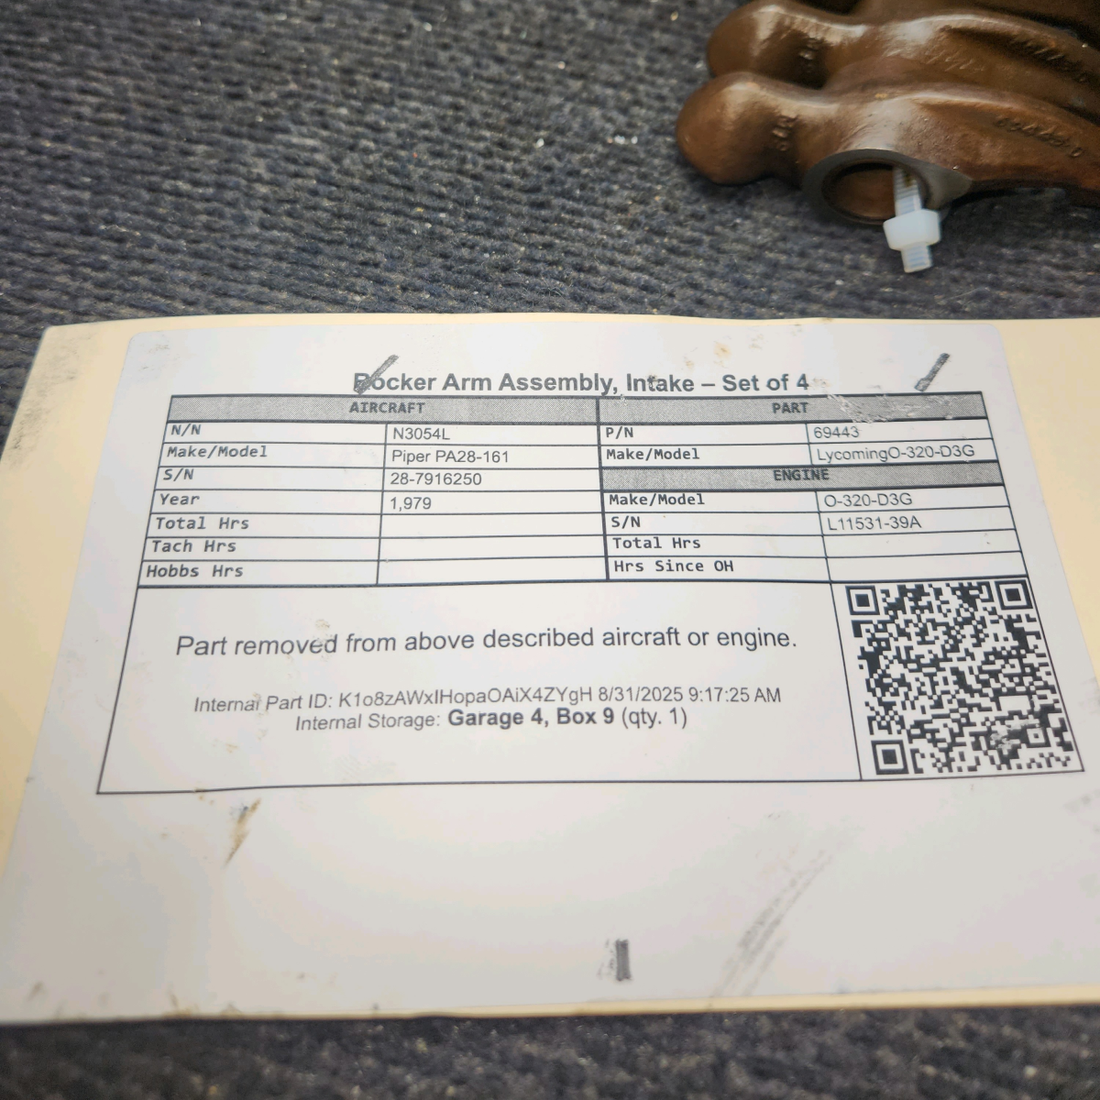 Rocker Arm Assembly, Intake – Set of 4
AIRCRAFT PART
N/N N3054L P/N 69443
Make/Model Piper PA28-161 Make/Model LycomingO-320-D3G
S/N 28-7916250 ENGINE
Year 1,979 Make/Model O-320-D3G
Total Hrs S/N L11531-39A
Tach Hrs Total Hrs
Hobbs Hrs Hrs Since OH
Part removed from above described aircraft or engine.
Internal Part ID: K1o8zAWxIHopaOAiX4ZYgH 8/31/2025 9:17:25 AM
Internal Storage: Garage 4, Box 9 (qty. 1)